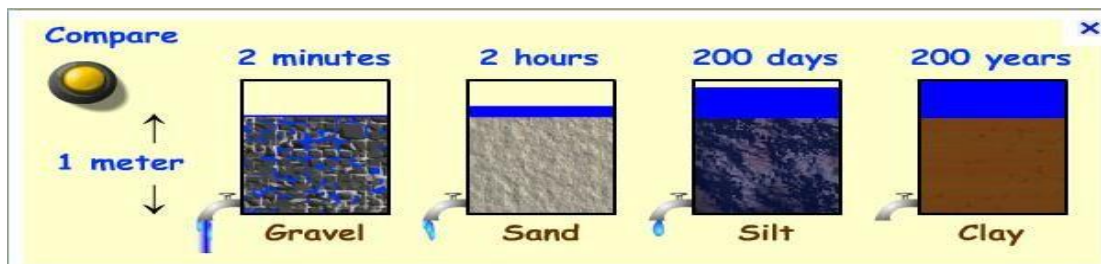 Compare
2 minutes 2 hours 200 days 200 years
1 meter
Gravel Sand Silt Clay